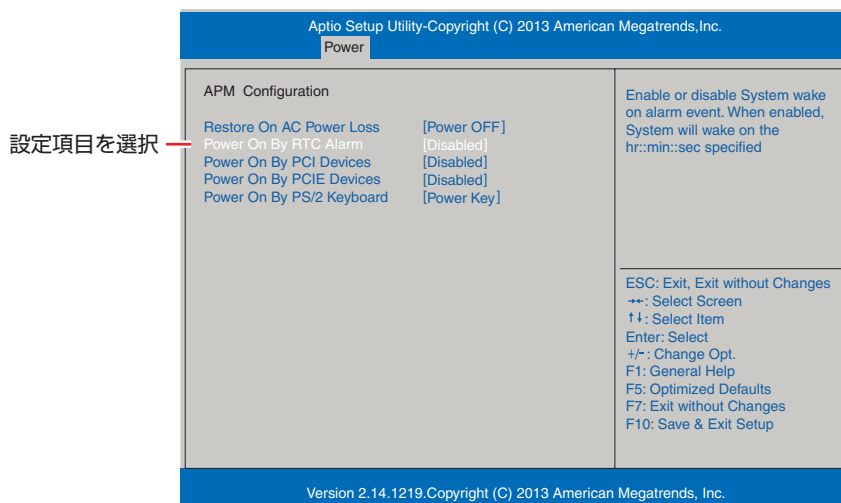 Aptio Setup Utility-Copyright (C) 2013 American Megatrends,Inc.
Power
APM Configuration
Restore On AC Power Loss [Power OFF]
設定項目を選択
Power On By RTC Alarm [Disabled]
Power On By PCI Devices [Disabled]
Power On By PCIE Devices [Disabled]
Power On By PS/2 Keyboard [Power Key]
Enable or disable System wake
on alarm event. When enabled,
System will wake on the
hr::min::sec specified
ESC: Exit, Exit without Changes
→←: Select Screen
↑↓: Select Item
Enter: Select
+/-: Change Opt.
F1: General Help
F5: Optimized Defaults
F7: Exit without Changes
F10: Save & Exit Setup
Version 2.14.1219.Copyright (C) 2013 American Megatrends, Inc.